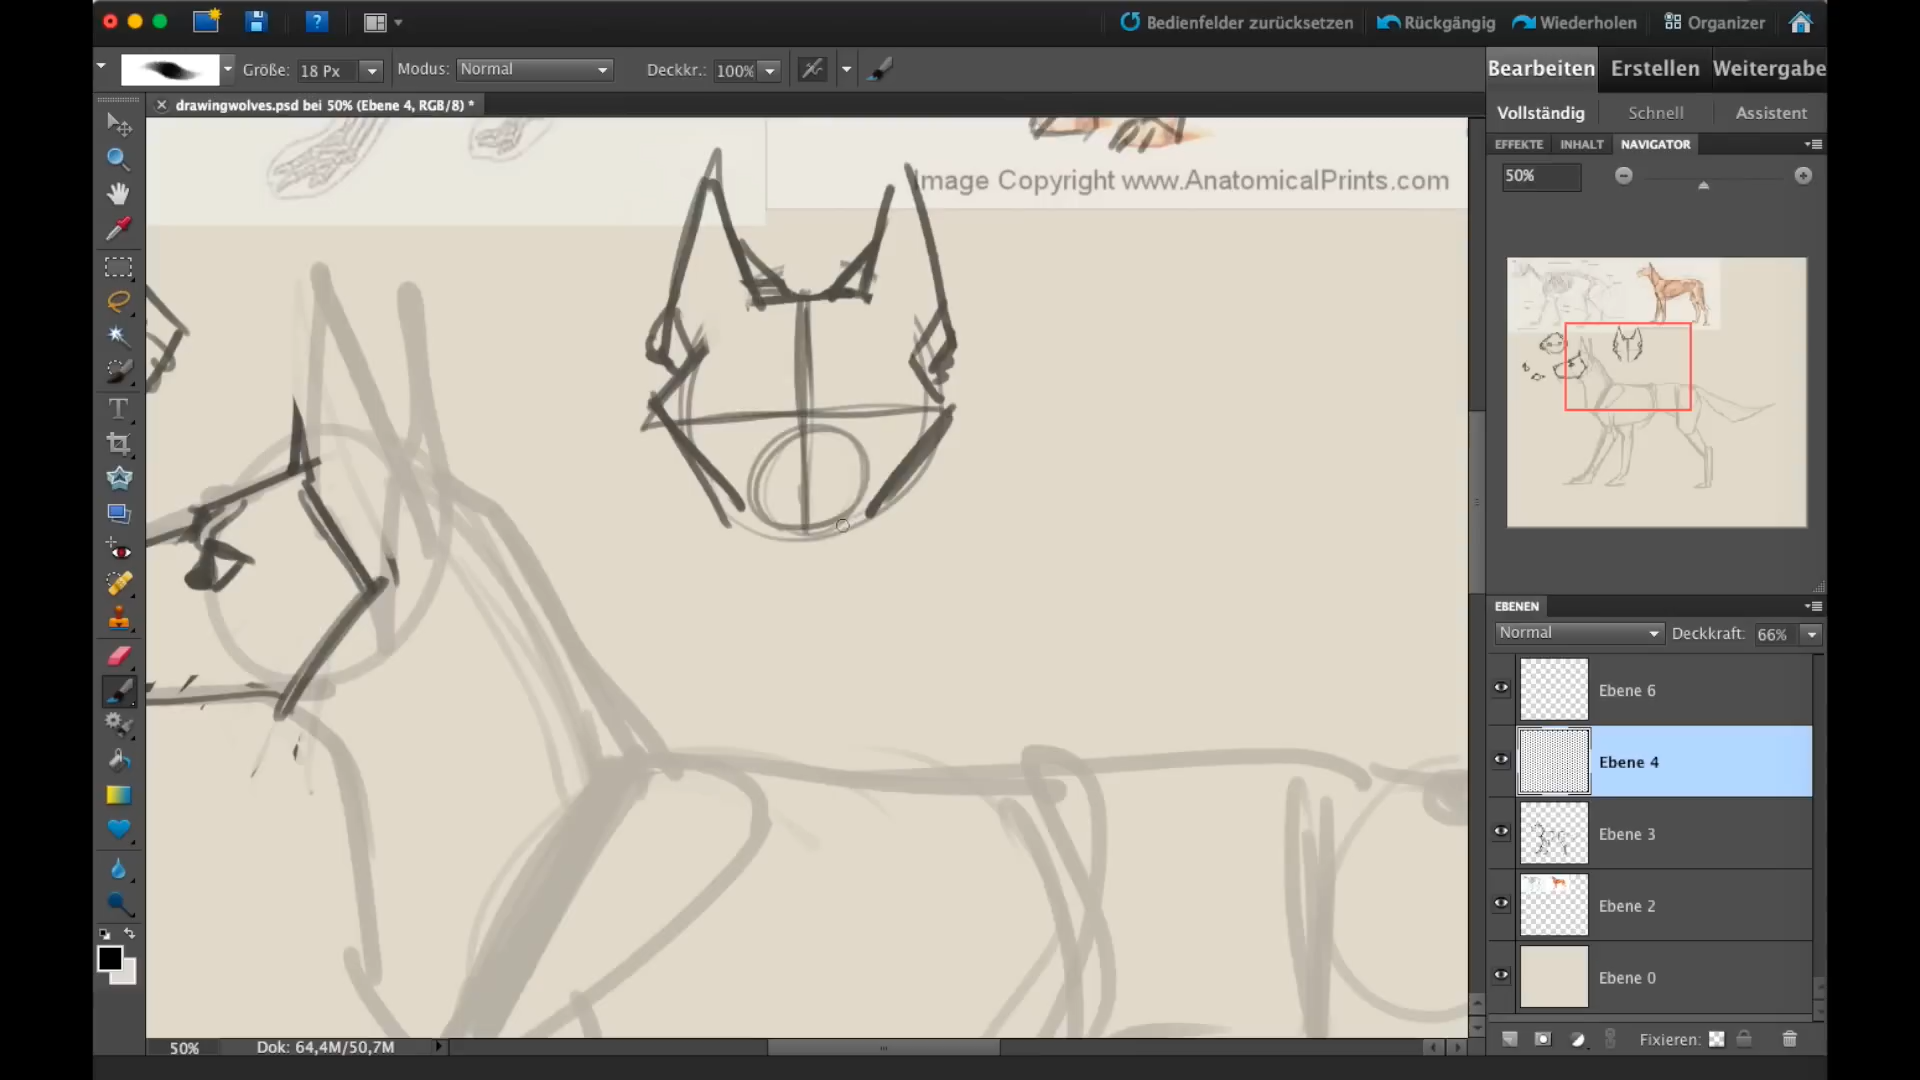 Bedienfelder zurücksetzen Rückgängig Wiederholen Organizer
Größe: 18 Px Modus: Normal Deckkr.: 100%
Bearbeiten Erstellen Weitergabe
drawingwolves.psd bei 50% (Ebene 4, RGB/8) *
Vollständig Schnell Assistent
EFFEKTE INHALT NAVIGATOR
50%
Image Copyright www.AnatomicalPrints.com
EBENEN
Normal Deckkraft: 66%
Ebene 6
Ebene 4
Ebene 3
Ebene 2
Ebene 0
Fixieren:
50% Dok: 64,4M/50,7M